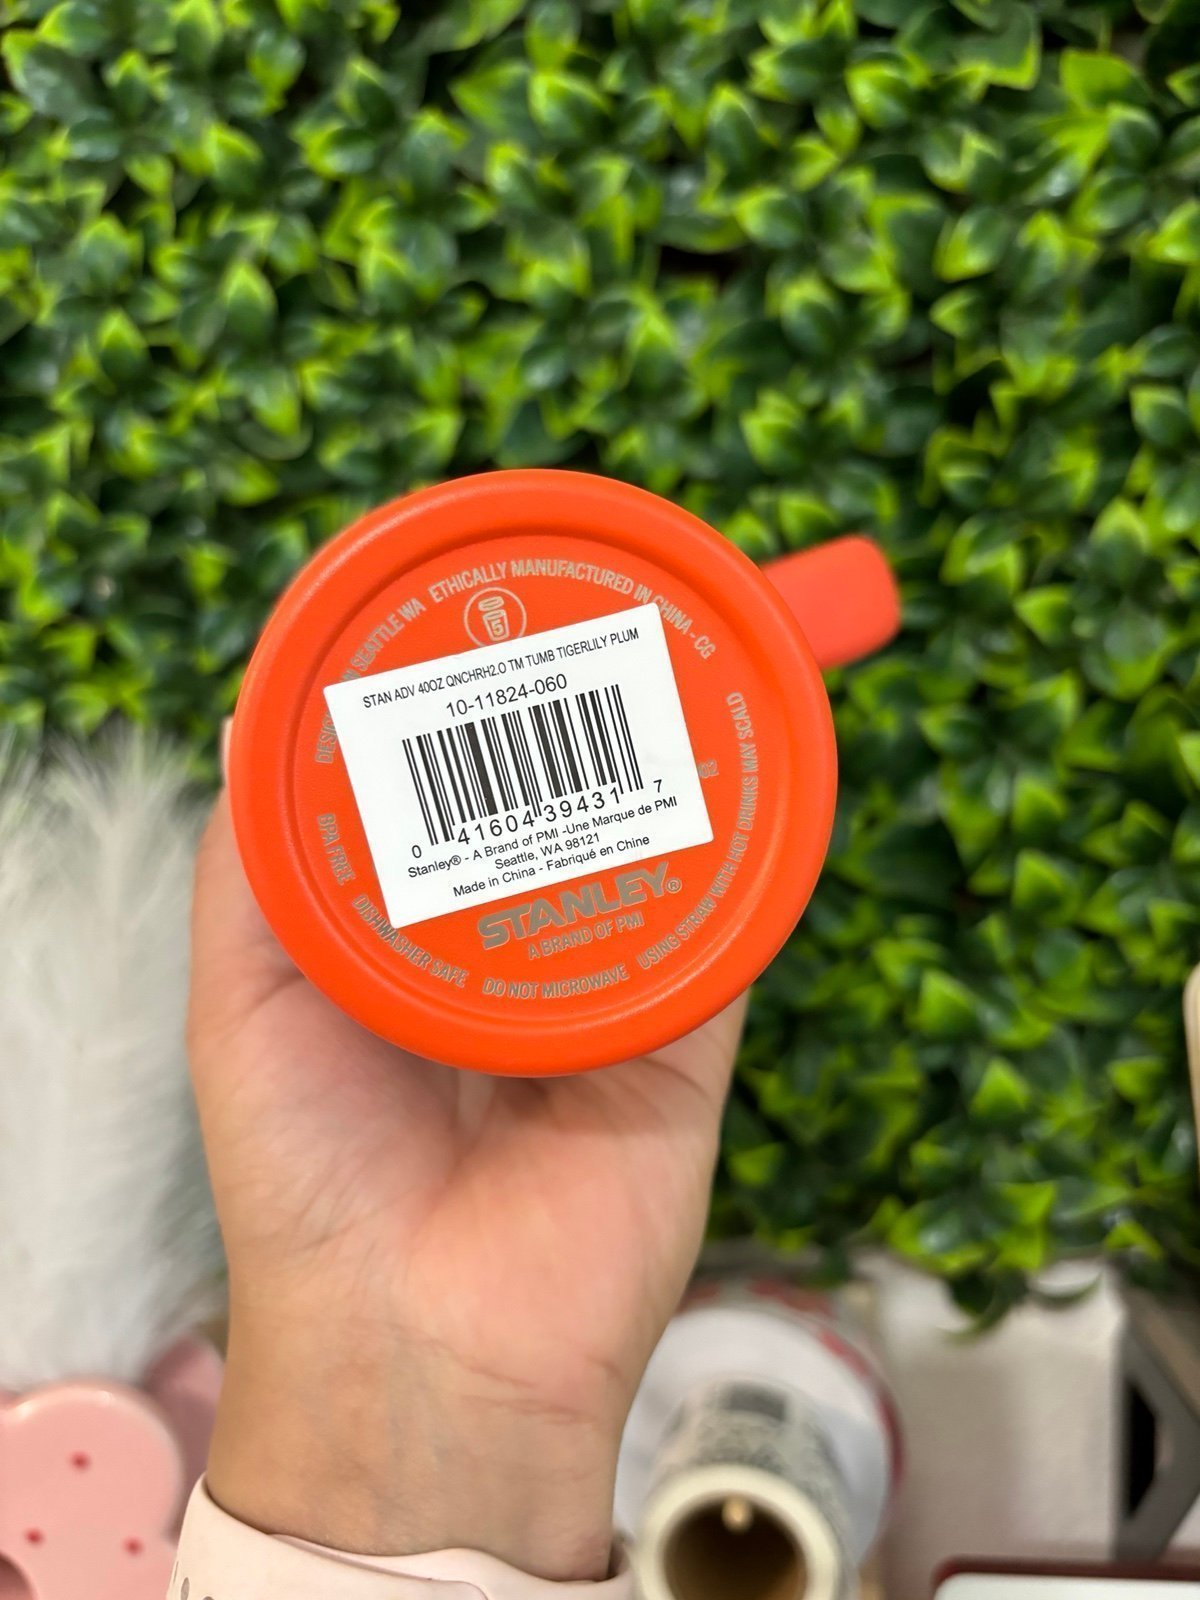 ETHICALLY MANUFACTURED IN CHINA - CG
SEATTLE WA
STAN ADV 40OZ QNCHRH2.O TM TUMB TIGERLILY PLUM
10-11824-060
0 41604 39431 7
Stanley® - A Brand of PMI -Une Marque de PMI
Seattle, WA 98121
Made in China - Fabriqué en Chine
02
STANLEY®
A BRAND OF PMI
BPA FREE
DISHWASHER SAFE
DO NOT MICROWAVE
USING STRAW WITH HOT DRINKS MAY SCALD
5